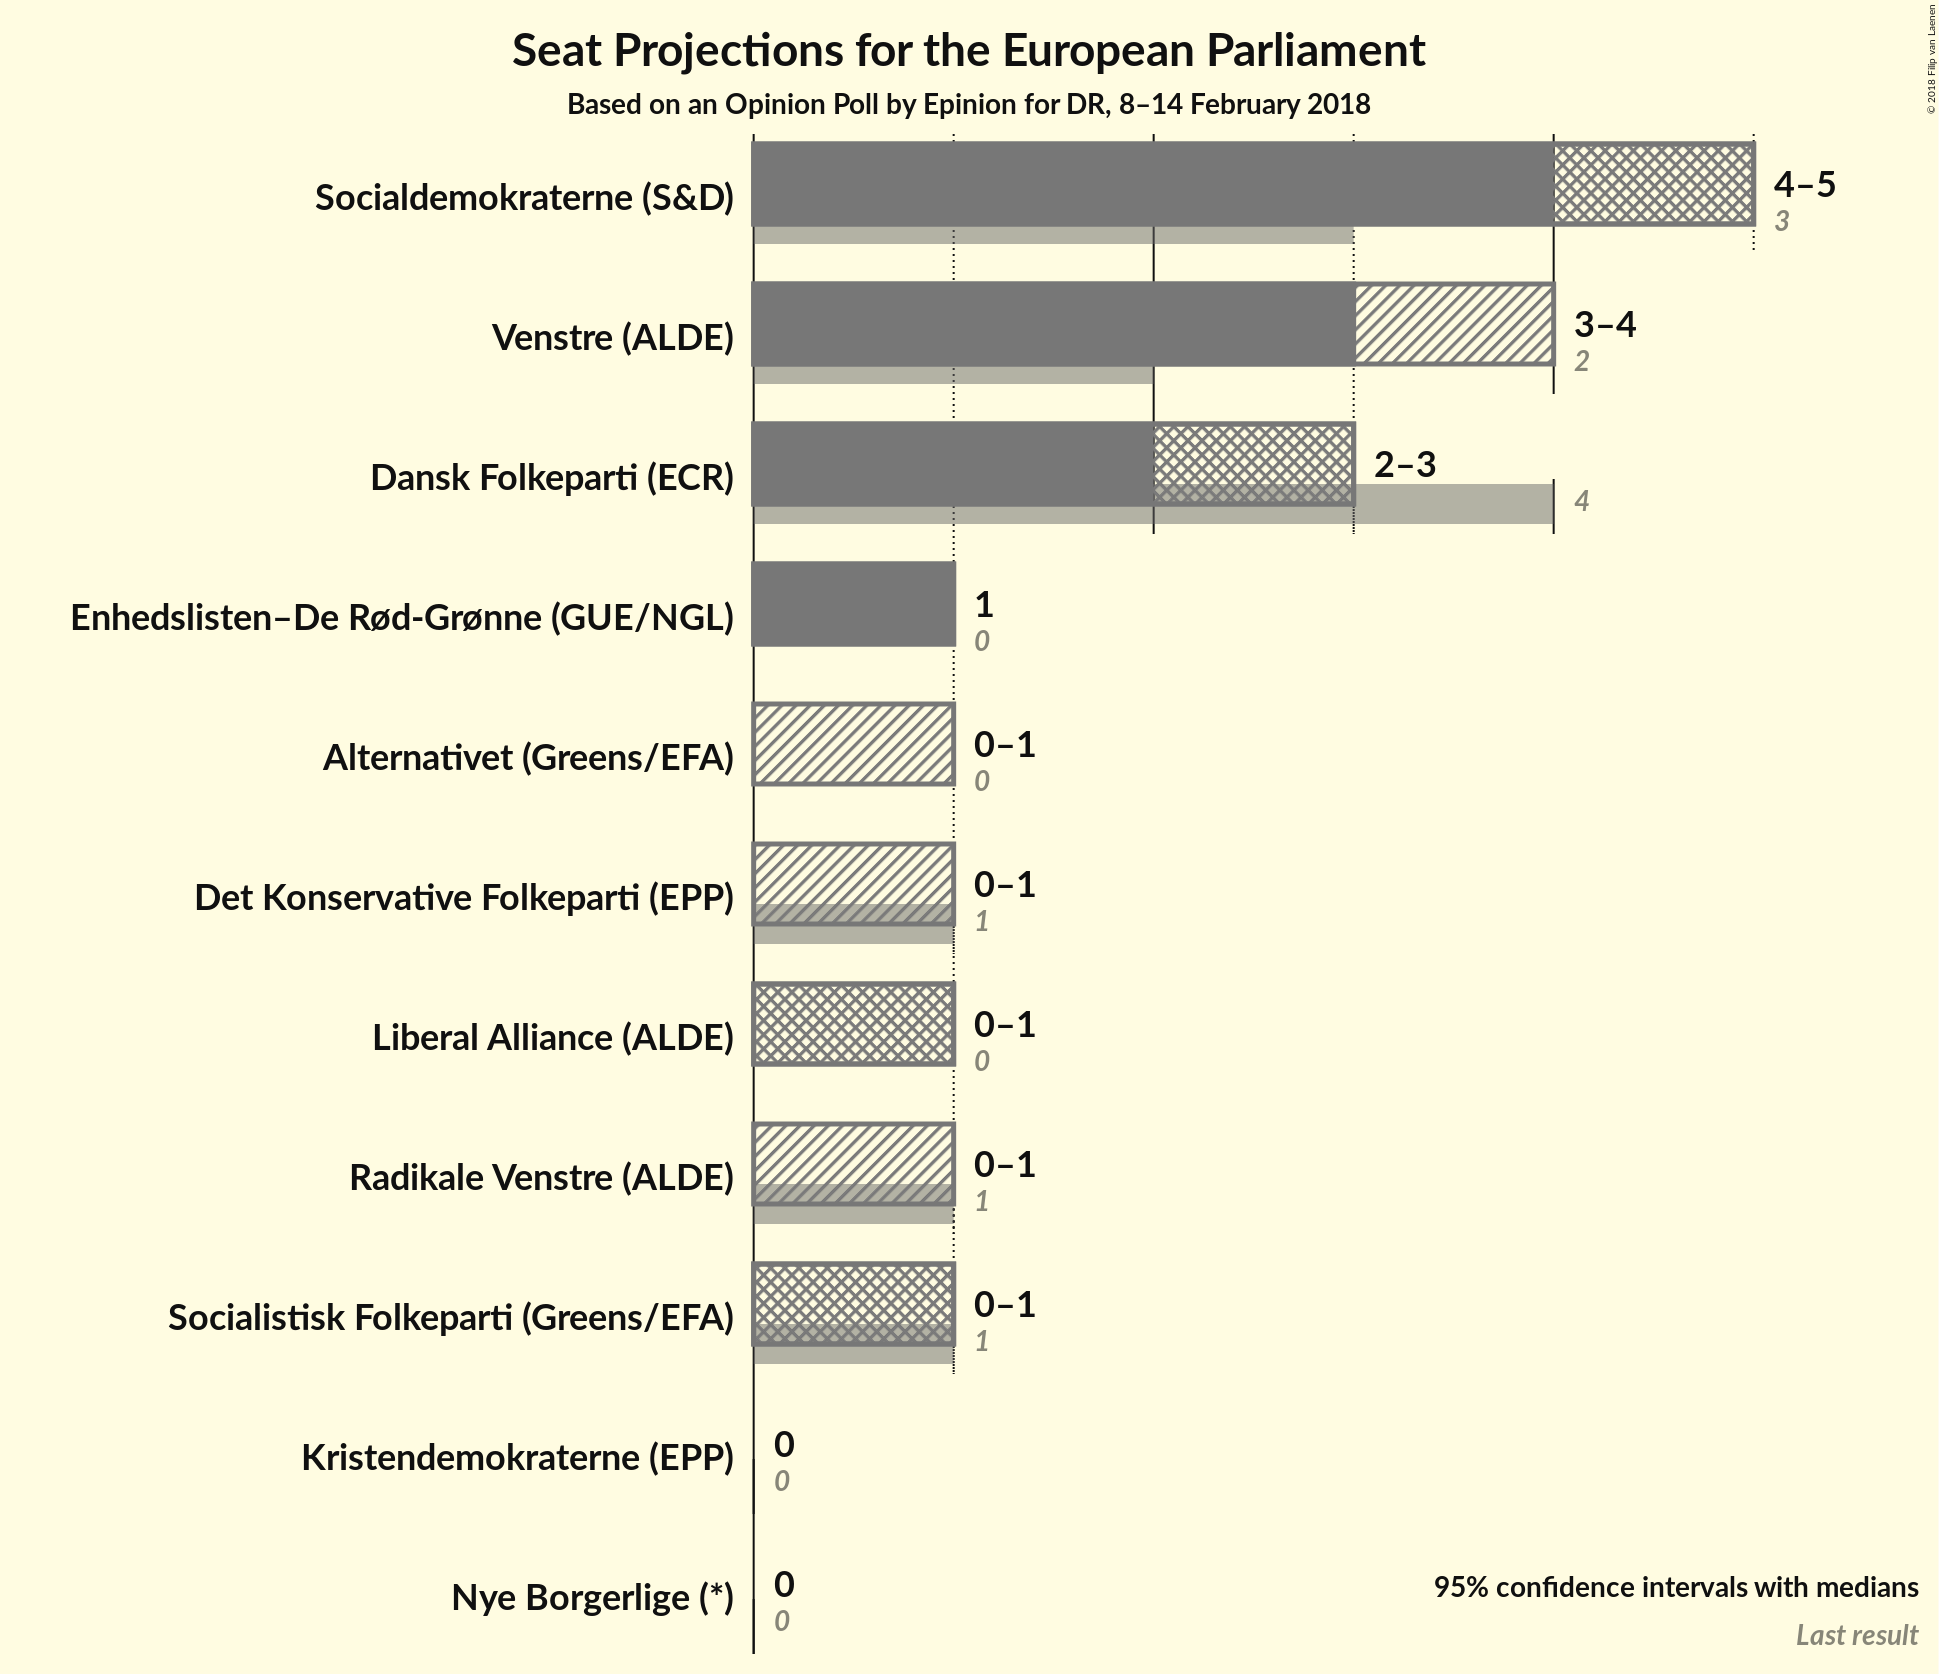 Seat Projections for the European Parliament
Based on an Opinion Poll by Epinion for DR, 8–14 February 2018
© 2018 Filip van Laenen
Socialdemokraterne (S&D)
4–5
3
Venstre (ALDE)
3–4
2
Dansk Folkeparti (ECR)
2–3
4
Enhedslisten–De Rød-Grønne (GUE/NGL)
1
0
Alternativet (Greens/EFA)
0–1
0
Det Konservative Folkeparti (EPP)
0–1
1
Liberal Alliance (ALDE)
0–1
0
Radikale Venstre (ALDE)
0–1
1
Socialistisk Folkeparti (Greens/EFA)
0–1
1
Kristendemokraterne (EPP)
0
0
Nye Borgerlige (*)
0
0
95% confidence intervals with medians
Last result